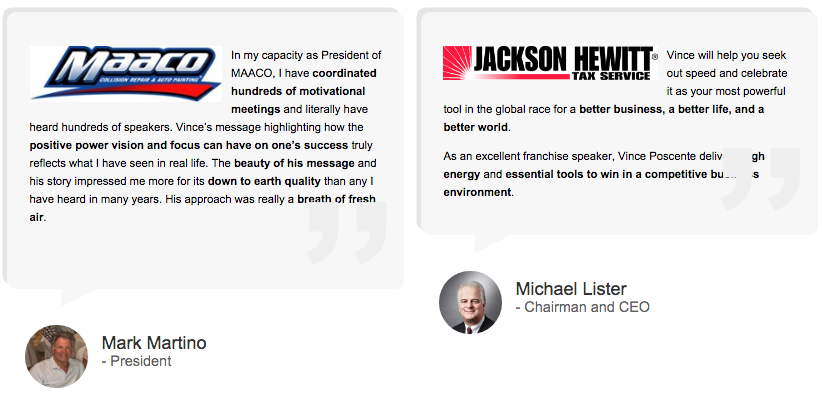 Maaco
COLLISION REPAIR & AUTO PAINTING
In my capacity as President of
MAACO, I have coordinated
hundreds of motivational
meetings and literally have
heard hundreds of speakers. Vince’s message highlighting how the
positive power vision and focus can have on one’s success truly
reflects what I have seen in real life. The beauty of his message and
his story impressed me more for its down to earth quality than any I
have heard in many years. His approach was really a breath of fresh
air.
Mark Martino
- President
JACKSON HEWITT®
TAX SERVICE
Vince will help you seek
out speed and celebrate
it as your most powerful
tool in the global race for a better business, a better life, and a
better world.
As an excellent franchise speaker, Vince Poscente
energy and essential tools to win in a competitive
environment.
Michael Lister
- Chairman and CEO